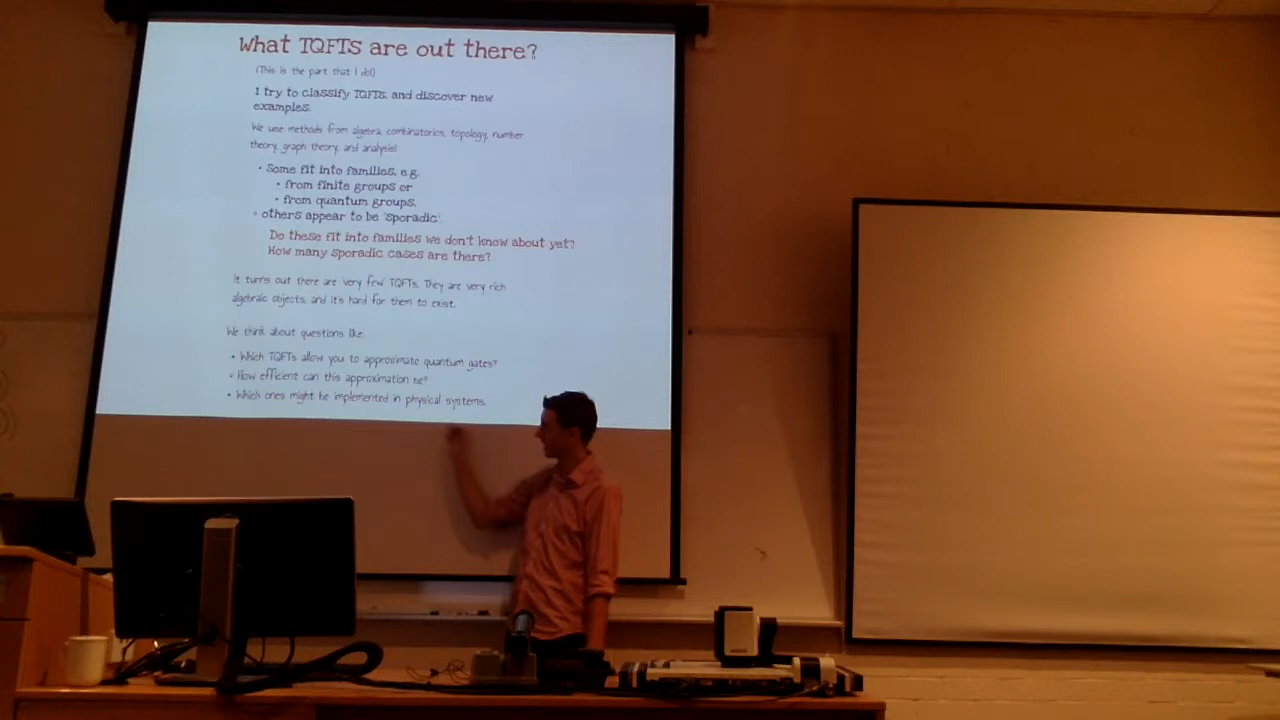 What TQFTs are out there?
(This is the part that I do!)
I try to classify TQFTs, and discover new
examples.
We use methods from algebra, combinatorics, topology, number
theory, graph theory, and analysis!
• Some fit into families, e.g.
• from finite groups or
• from quantum groups,
• others appear to be 'sporadic'.
Do these fit into families we don't know about yet?
How many sporadic cases are there?
It turns out there are very few TQFTs. They are very rich
algebraic objects, and it's hard for them to exist.
We think about questions like:
• Which TQFTs allow you to approximate quantum gates?
• How efficient can this approximation be?
• Which ones might be implemented in physical systems.